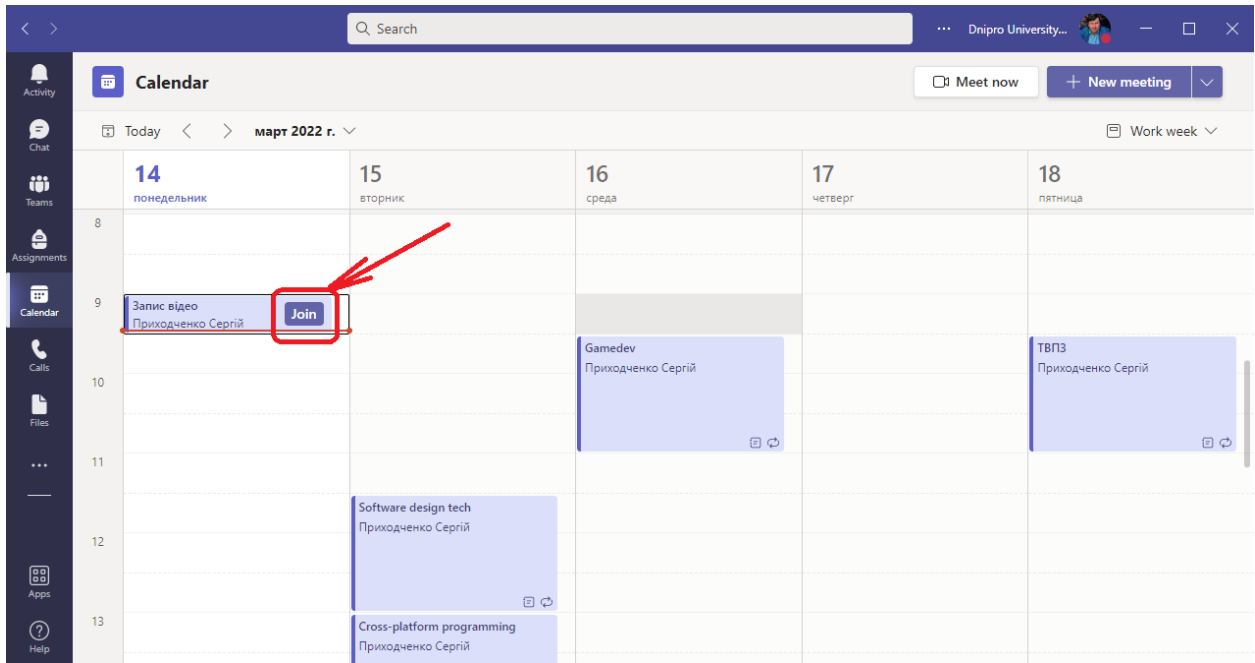 Search
Dnipro University...
Activity
Chat
Teams
Assignments
Calendar
Calls
Files
Apps
Help
Calendar
Meet now
New meeting
Today
март 2022 г.
Work week
14
понедельник
15
вторник
16
среда
17
четверг
18
пятница
8
9
10
11
12
13
Запис відео
Приходченко Сергій
Join
Software design tech
Приходченко Сергій
Cross-platform programming
Приходченко Сергій
Gamedev
Приходченко Сергій
ТВПЗ
Приходченко Сергій